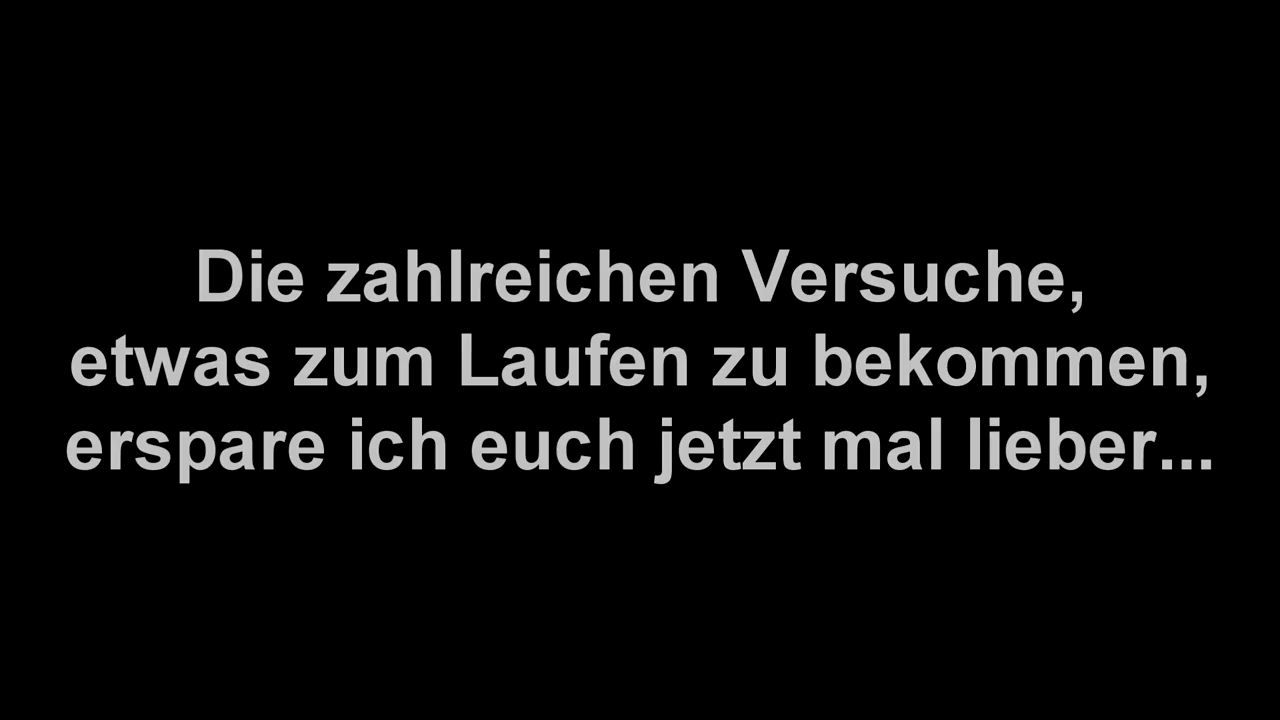 Die zahlreichen Versuche,
etwas zum Laufen zu bekommen,
erspare ich euch jetzt mal lieber...